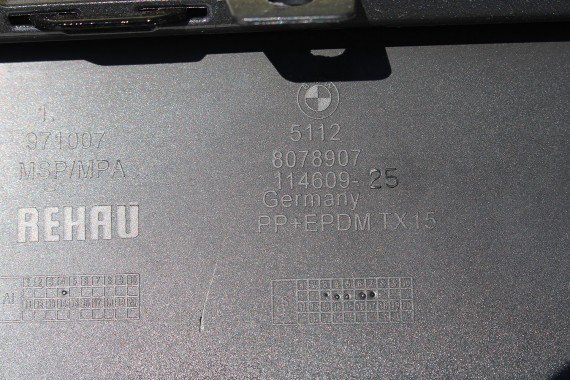 1.
971007
MSP/MPA
REHAU
5112
8078907
114609-25
Germany
PP+EPDM TX15